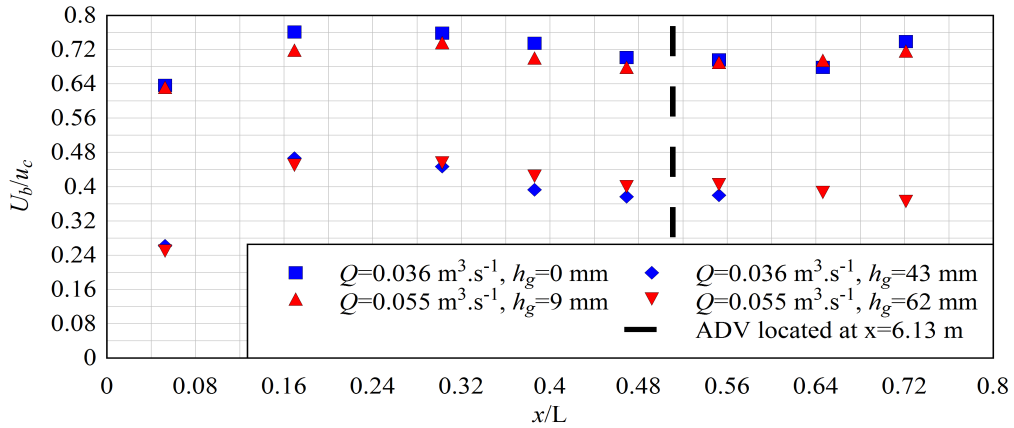 0.8
0.72
0.64
0.56
0.48
0.4
0.32
0.24
0.16
0.08
0
U_b/u_c
Q=0.036 m³.s⁻¹, h_g=0 mm
Q=0.036 m³.s⁻¹, h_g=43 mm
Q=0.055 m³.s⁻¹, h_g=9 mm
Q=0.055 m³.s⁻¹, h_g=62 mm
ADV located at x=6.13 m
0 0.08 0.16 0.24 0.32 0.4 0.48 0.56 0.64 0.72 0.8
x/L